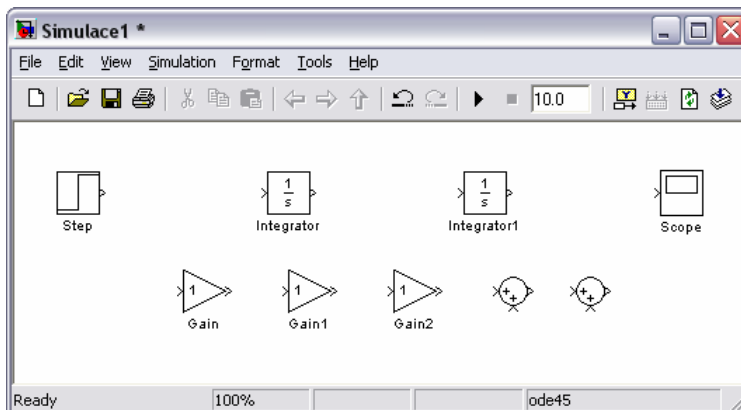 Simulace1 *
File Edit View Simulation Format Tools Help
10.0
1
s
1
s
Step Integrator Integrator1 Scope
1 1 1 + + + +
Gain Gain1 Gain2
Ready 100% ode45